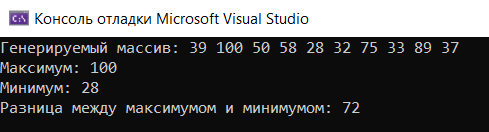 Консоль отладки Microsoft Visual Studio
Генерируемый массив: 39 100 50 58 28 32 75 33 89 37
Максимум: 100
Минимум: 28
Разница между максимумом и минимумом: 72